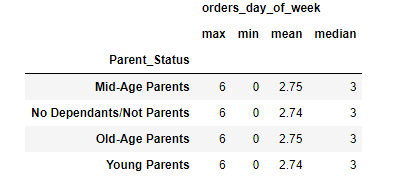 orders_day_of_week
max min mean median
Parent_Status
Mid-Age Parents 6 0 2.75 3
No Dependants/Not Parents 6 0 2.74 3
Old-Age Parents 6 0 2.75 3
Young Parents 6 0 2.74 3